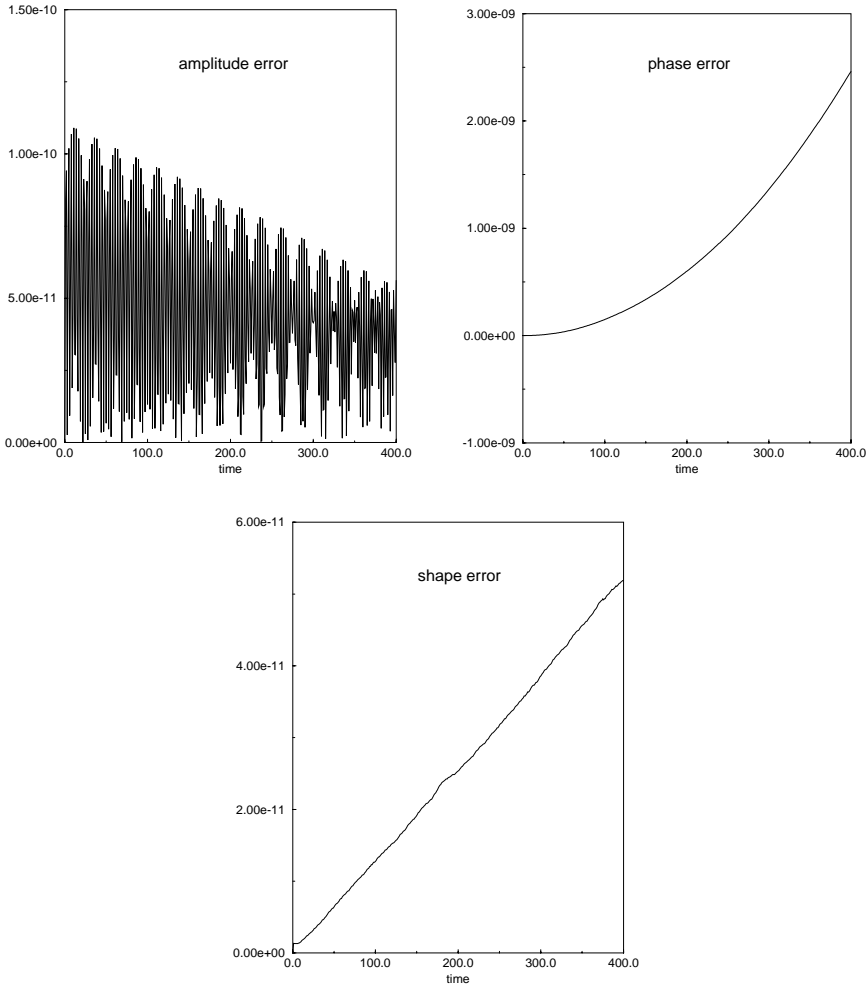 1.50e-10
amplitude error
1.00e-10
5.00e-11
0.00e+00
0.0 100.0 200.0 300.0 400.0
time
3.00e-09
phase error
2.00e-09
1.00e-09
0.00e+00
-1.00e-09
0.0 100.0 200.0 300.0 400.0
time
6.00e-11
shape error
4.00e-11
2.00e-11
0.00e+00
0.0 100.0 200.0 300.0 400.0
time